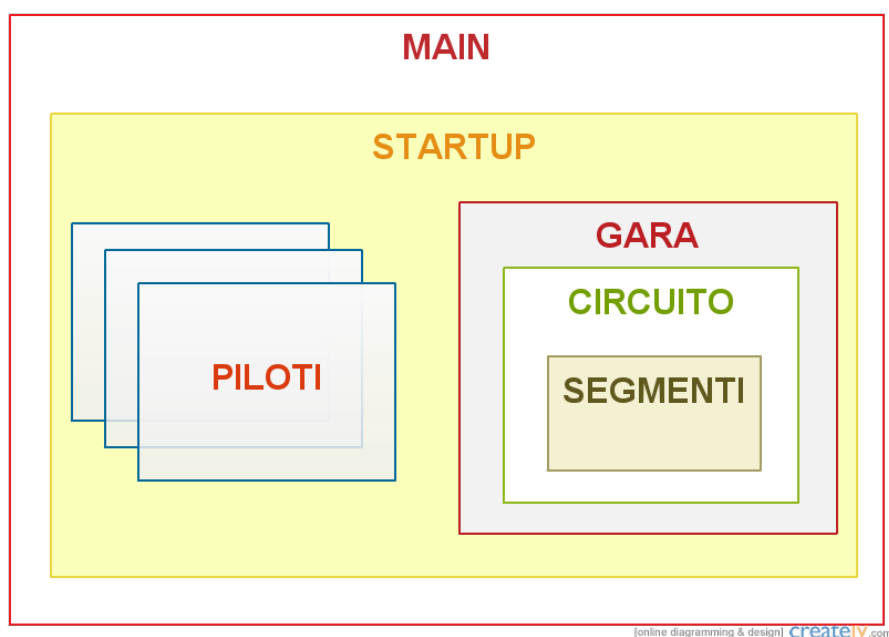 MAIN
STARTUP
GARA
CIRCUITO
PILOTI
SEGMENTI
[online diagramming & design] creately.com